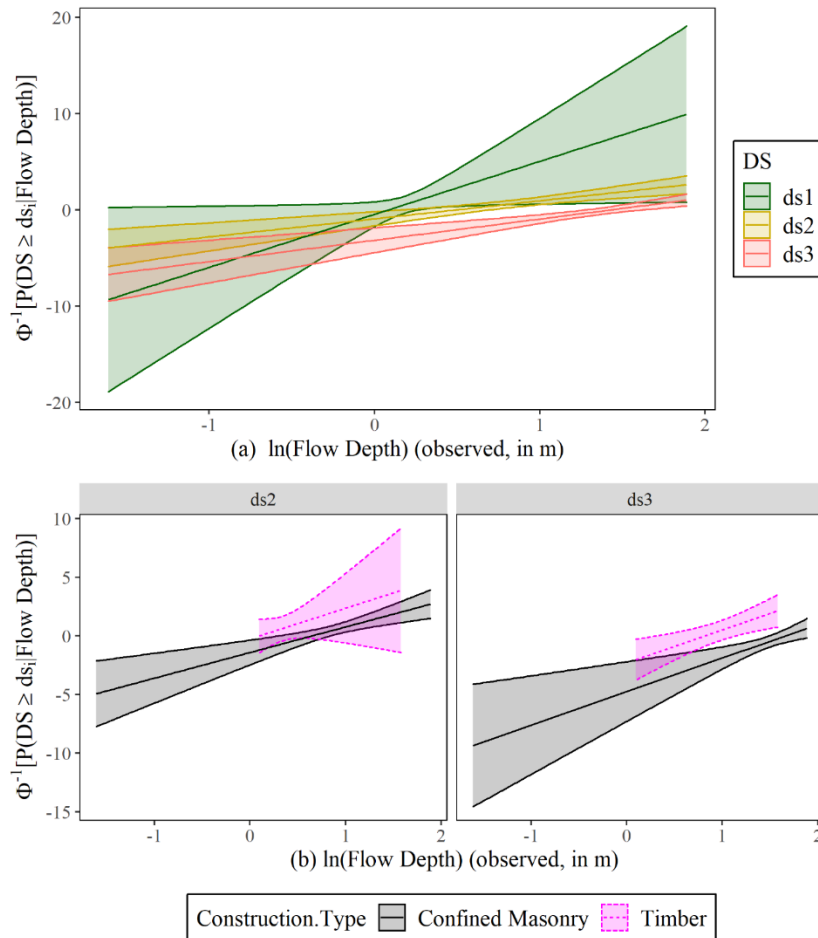 20
10
0
-10
-20
Φ⁻¹[P(DS ≥ dsᵢ|Flow Depth)]
-1
0
1
2
(a) ln(Flow Depth) (observed, in m)
DS
ds1
ds2
ds3
ds2
ds3
10
5
0
-5
-10
-15
Φ⁻¹[P(DS ≥ dsᵢ|Flow Depth)]
-1
0
1
2
-1
0
1
2
(b) ln(Flow Depth) (observed, in m)
Construction.Type Confined Masonry Timber